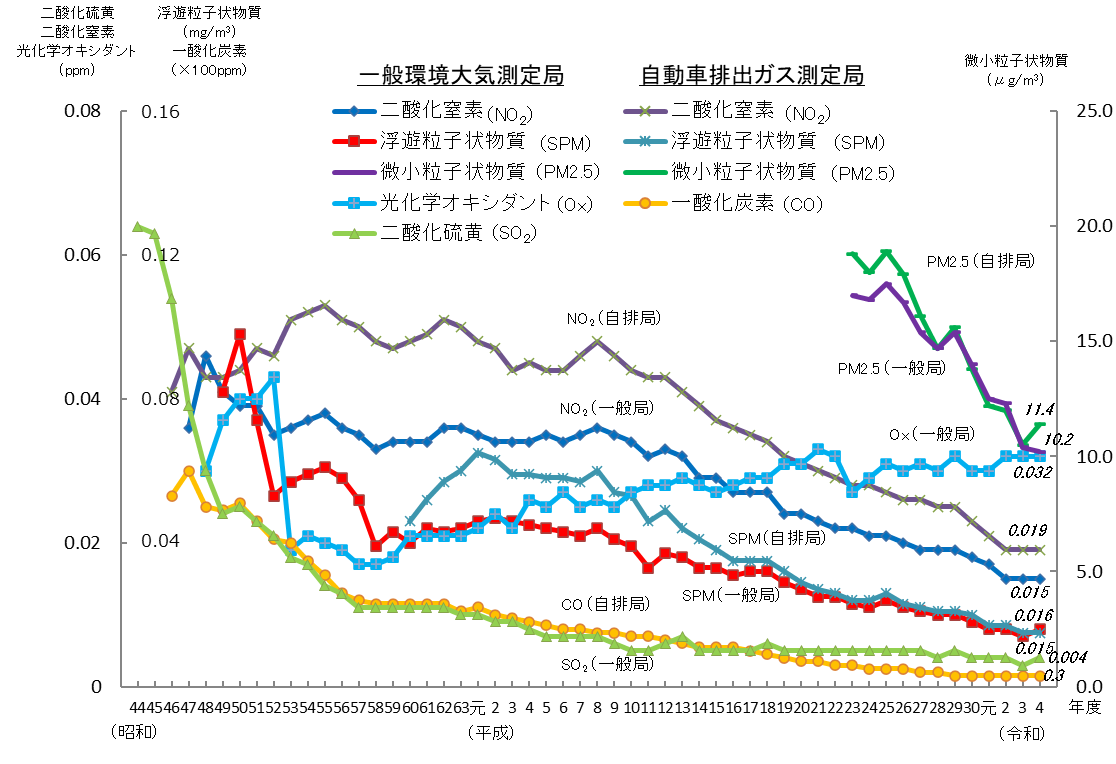 二酸化硫黄
二酸化窒素
光化学オキシダント
(ppm)
浮遊粒子状物質
(mg/m³)
一酸化炭素
(×100ppm)
微小粒子状物質
(μg/m³)
一般環境大気測定局
自動車排出ガス測定局
二酸化窒素(NO₂)
二酸化窒素 (NO₂)
浮遊粒子状物質 (SPM)
浮遊粒子状物質 (SPM)
微小粒子状物質 (PM2.5)
微小粒子状物質 (PM2.5)
光化学オキシダント(Ox)
一酸化炭素 (CO)
二酸化硫黄 (SO₂)
0.08
0.06
0.04
0.02
0
0.16
0.12
0.08
0.04
25.0
20.0
15.0
10.0
5.0
0.0
PM2.5(自排局)
NO₂(自排局)
PM2.5(一般局)
NO₂(一般局)
Ox(一般局)
SPM(自排局)
SPM(一般局)
CO(自排局)
SO₂(一般局)
11.4
10.2
0.032
0.019
0.015
0.016
0.015
0.004
0.3
44 45 46 47 48 49 50 51 52 53 54 55 56 57 58 59 60 61 62 63 元 2 3 4 5 6 7 8 9 10 11 12 13 14 15 16 17 18 19 20 21 22 23 24 25 26 27 28 29 30 元 2 3 4 年度
(昭和) (平成) (令和)